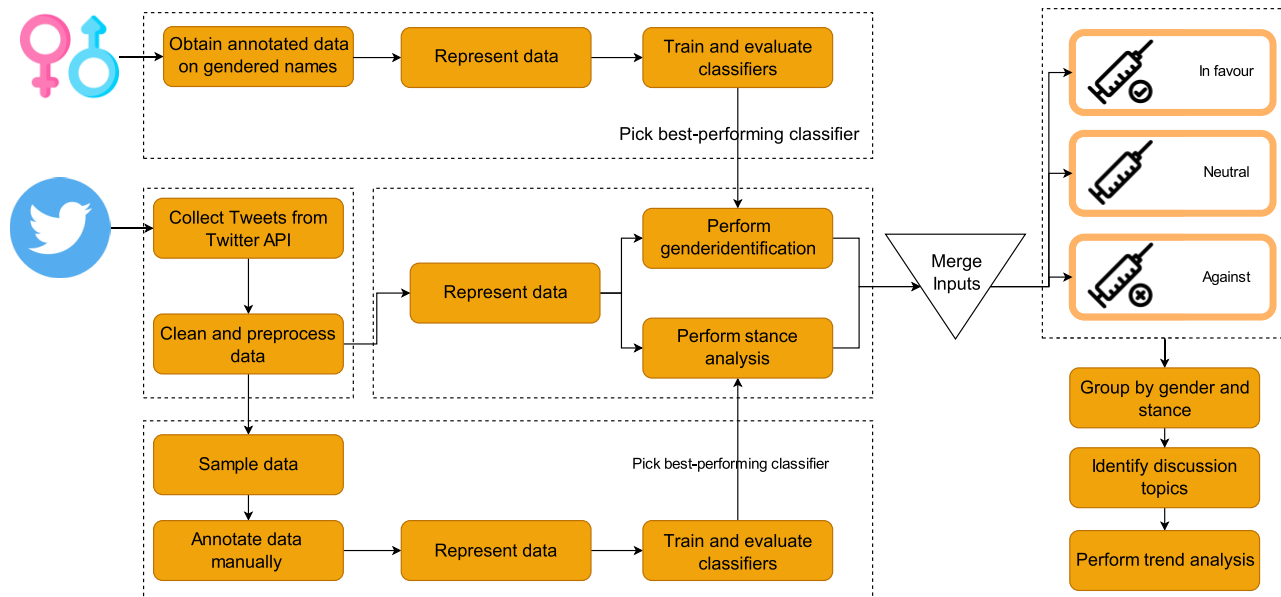 Obtain annotated data
on gendered names
Represent data
Train and evaluate
classifiers
Pick best-performing classifier
Collect Tweets from
Twitter API
Clean and preprocess
data
Represent data
Perform
genderidentification
Perform stance
analysis
Merge
Inputs
In favour
Neutral
Against
Group by gender and
stance
Identify discussion
topics
Perform trend analysis
Sample data
Annotate data
manually
Represent data
Train and evaluate
classifiers
Pick best-performing classifier